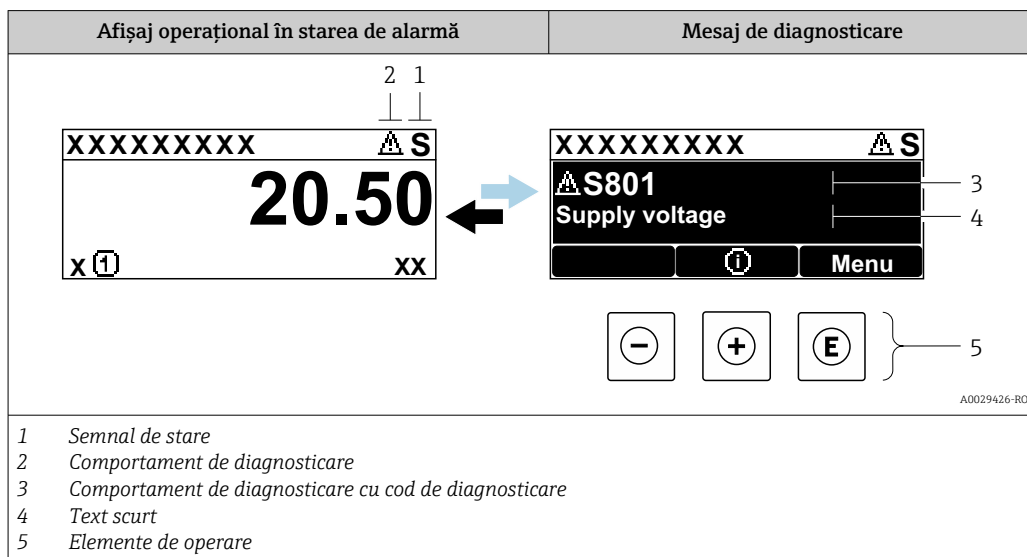 Afișaj operațional în starea de alarmă
Mesaj de diagnosticare
2 1
XXXXXXXXX ⚠ S
20.50
x 1 XX
XXXXXXXXX ⚠ S
⚠S801
Supply voltage
i Menu
3
4
− + E
5
A0029426-RO
1 Semnal de stare
2 Comportament de diagnosticare
3 Comportament de diagnosticare cu cod de diagnosticare
4 Text scurt
5 Elemente de operare